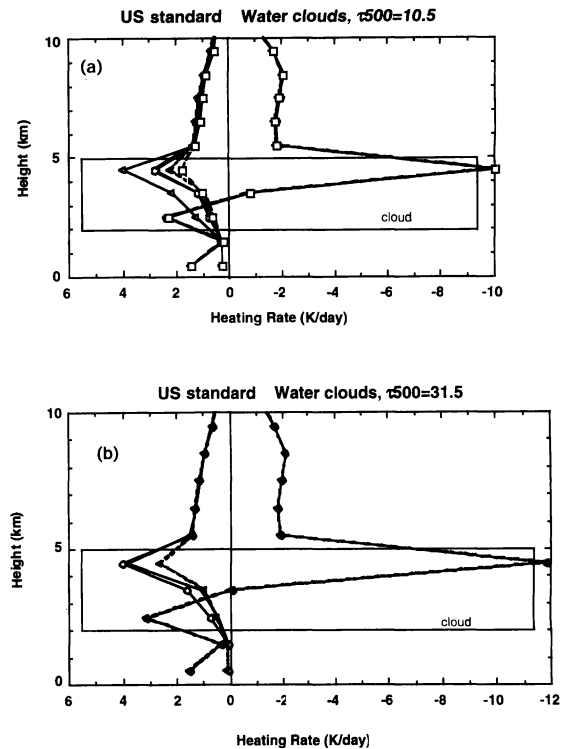 US standard Water clouds, τ500=10.5
(a)
10
5
0
Height (km)
cloud
6 4 2 0 -2 -4 -6 -8 -10
Heating Rate (K/day)
US standard Water clouds, τ500=31.5
(b)
10
5
0
Height (km)
cloud
6 4 2 0 -2 -4 -6 -8 -10 -12
Heating Rate (K/day)